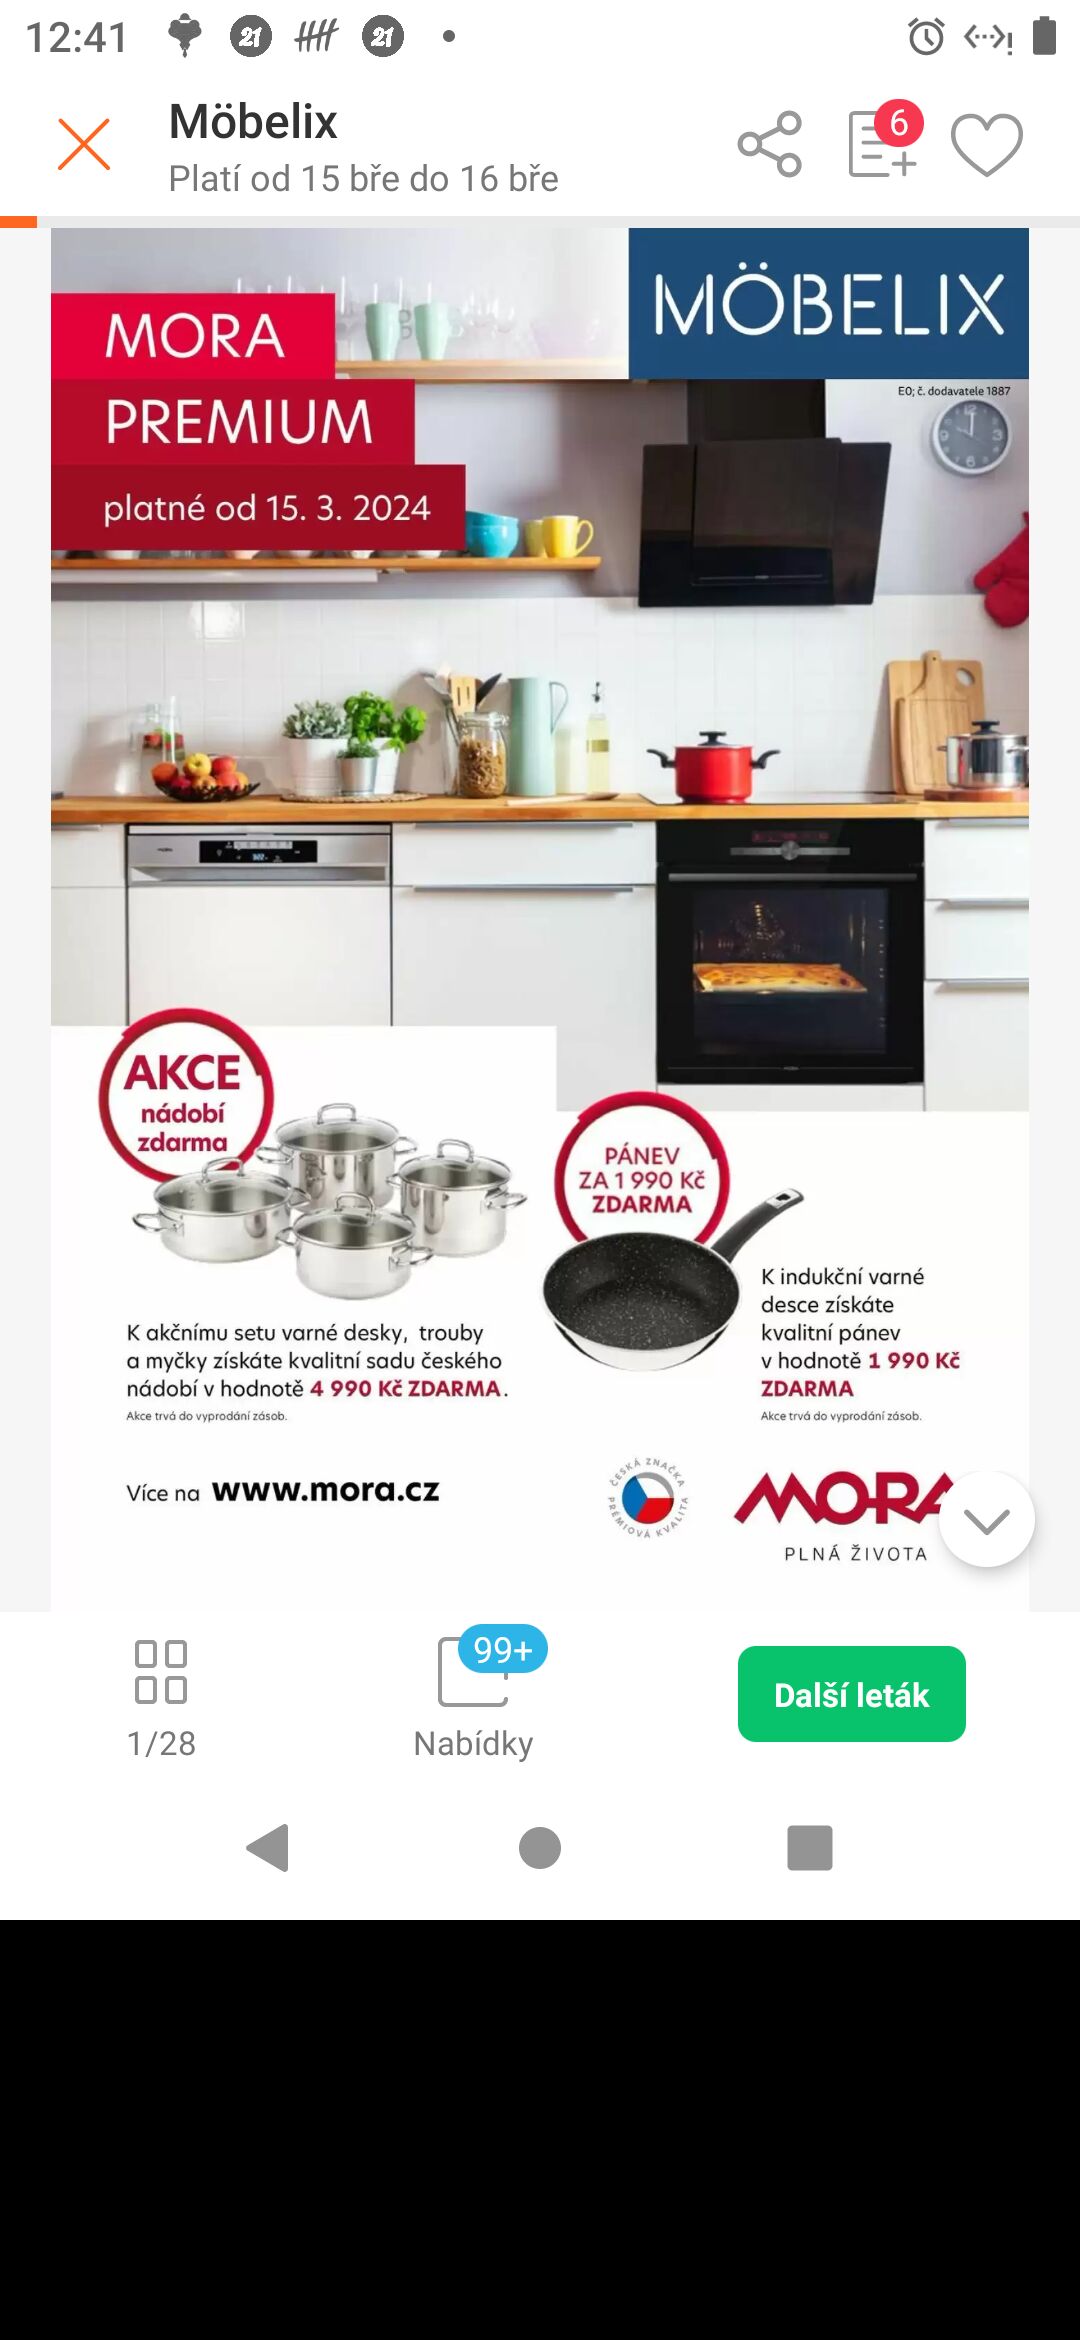 12:41
21
21
Möbelix
6
Platí od 15 bře do 16 bře
MORA
MÖBELIX
PREMIUM
E0; č. dodavatele 1887
platné od 15. 3. 2024
AKCE
nádobí
zdarma
PÁNEV
ZA 1 990 Kč
ZDARMA
K akčnímu setu varné desky, trouby
a myčky získáte kvalitní sadu českého
nádobí v hodnotě 4 990 Kč ZDARMA.
Akce trvá do vyprodání zásob.
K indukční varné
desce získáte
kvalitní pánev
v hodnotě 1 990 Kč
ZDARMA
Akce trvá do vyprodání zásob.
Více na www.mora.cz
ČESKÁ ZNAČKA
PRÉMIOVÁ KVALITA
MORA
PLNÁ ŽIVOTA
1/28
99+
Nabídky
Další leták